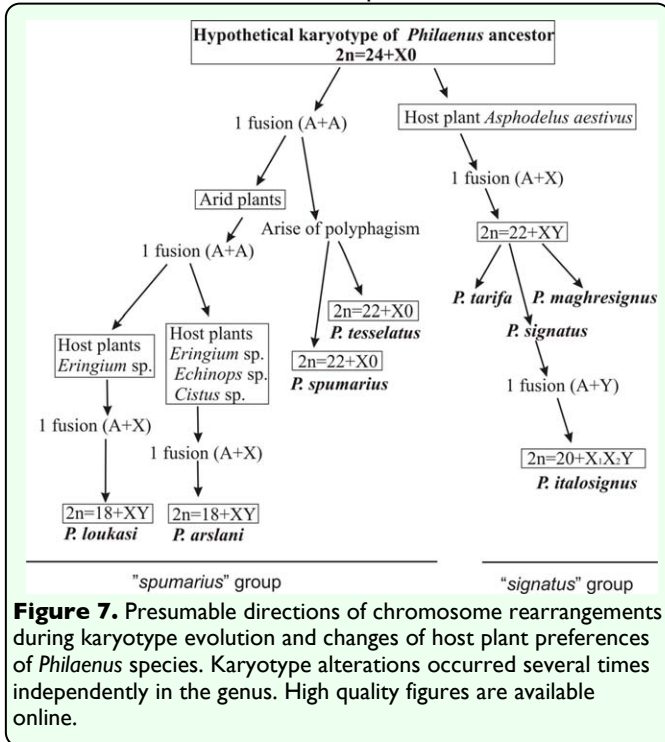 Hypothetical karyotype of Philaenus ancestor
2n=24+X0
1 fusion (A+A)
Host plant Asphodelus aestivus
Arid plants
1 fusion (A+X)
Arise of polyphagism
2n=22+XY
1 fusion (A+A)
P. tarifa
P. maghresignus
P. signatus
2n=22+X0
P. tesselatus
Host plants
Eringium sp.
Host plants
Eringium sp.
Echinops sp.
Cistus sp.
2n=22+X0
P. spumarius
1 fusion (A+Y)
1 fusion (A+X)
1 fusion (A+X)
2n=20+X₁X₂Y
P. italosignus
2n=18+XY
P. loukasi
2n=18+XY
P. arslani
"spumarius" group
"signatus" group
Figure 7. Presumable directions of chromosome rearrangements
during karyotype evolution and changes of host plant preferences
of Philaenus species. Karyotype alterations occurred several times
independently in the genus. High quality figures are available
online.